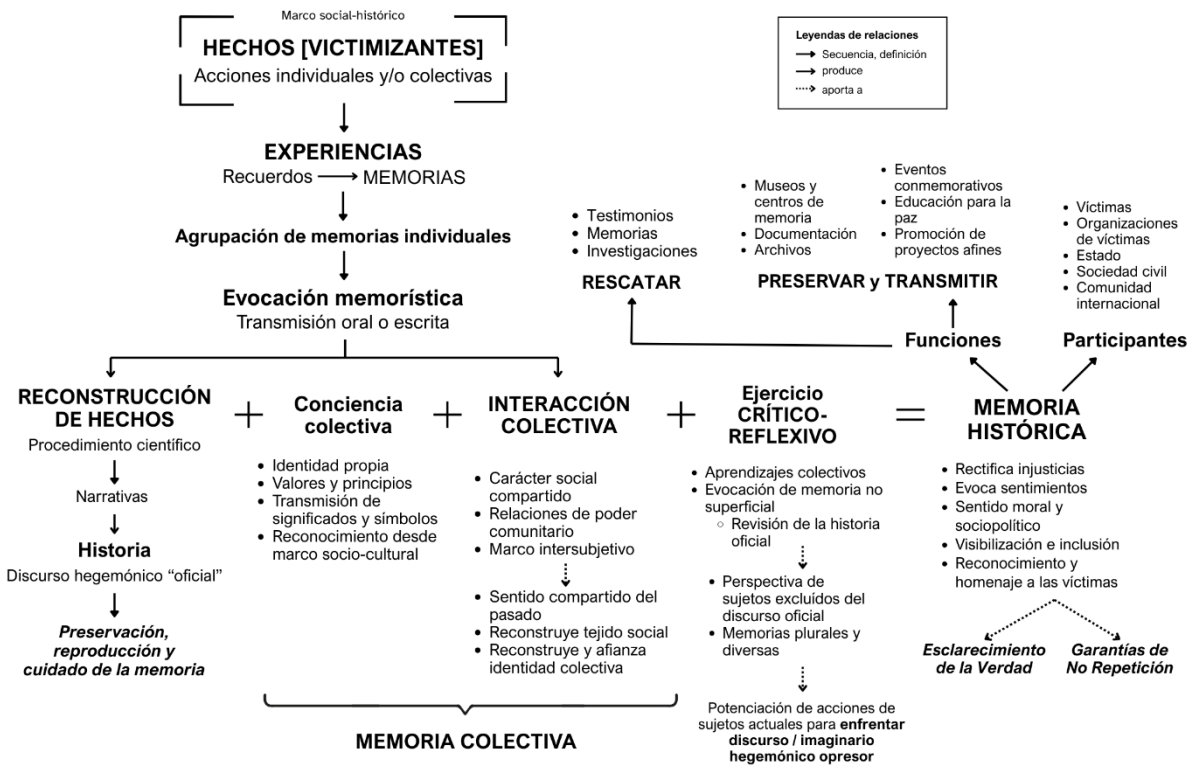 Marco social-histórico
HECHOS [VICTIMIZANTES]
Acciones individuales y/o colectivas
Leyendas de relaciones
Secuencia, definición
produce
aporta a
EXPERIENCIAS
Recuerdos → MEMORIAS
Agrupación de memorias individuales
Evocación memorística
Transmisión oral o escrita
• Testimonios
• Memorias
• Investigaciones
RESCATAR
• Museos y
centros de
memoria
• Documentación
• Archivos
• Eventos
conmemorativos
• Educación para la
paz
• Promoción de
proyectos afines
PRESERVAR y TRANSMITIR
• Víctimas
• Organizaciones
de víctimas
• Estado
• Sociedad civil
• Comunidad
internacional
Funciones
Participantes
RECONSTRUCCIÓN
DE HECHOS
Procedimiento científico
Narrativas
Historia
Discurso hegemónico “oficial”
Preservación,
reproducción y
cuidado de la memoria
+
Conciencia
colectiva
• Identidad propia
• Valores y principios
• Transmisión de
significados y símbolos
• Reconocimiento desde
marco socio-cultural
+
INTERACCIÓN
COLECTIVA
• Carácter social
compartido
• Relaciones de poder
comunitario
• Marco intersubjetivo
• Sentido compartido del
pasado
• Reconstruye tejido social
• Reconstruye y afianza
identidad colectiva
MEMORIA COLECTIVA
+
Ejercicio
CRÍTICO-
REFLEXIVO
• Aprendizajes colectivos
• Evocación de memoria no
superficial
○ Revisión de la historia
oficial
• Perspectiva de
sujetos excluídos del
discurso oficial
• Memorias plurales y
diversas
Potenciación de acciones de
sujetos actuales para enfrentar
discurso / imaginario
hegemónico opresor
=
MEMORIA
HISTÓRICA
• Rectifica injusticias
• Evoca sentimientos
• Sentido moral y
sociopolítico
• Visibilización e inclusión
• Reconocimiento y
homenaje a las víctimas
Esclarecimiento
de la Verdad
Garantías de
No Repetición